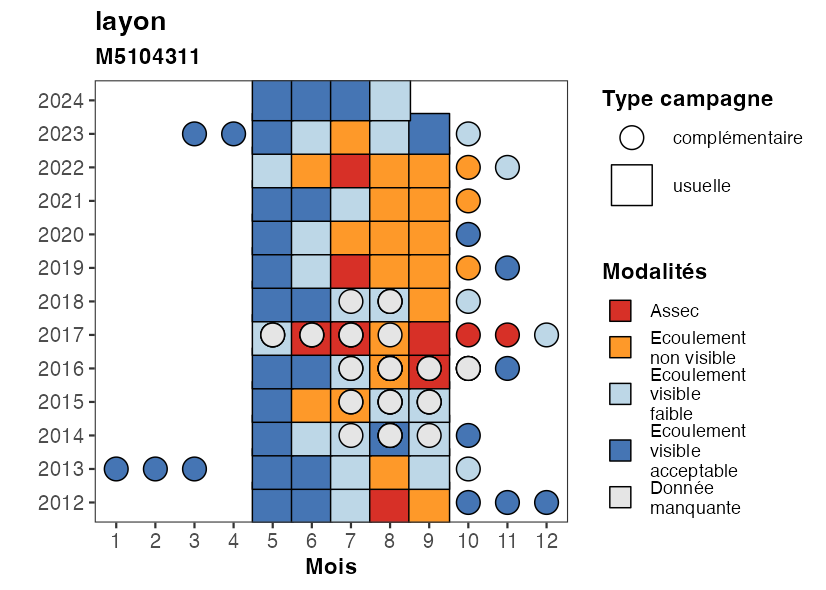 layon
M5104311
2024
2023
2022
2021
2020
2019
2018
2017
2016
2015
2014
2013
2012
1 2 3 4 5 6 7 8 9 10 11 12
Mois
Type campagne
complémentaire
usuelle
Modalités
Assec
Ecoulement
non visible
Ecoulement
visible
faible
Ecoulement
visible
acceptable
Donnée
manquante